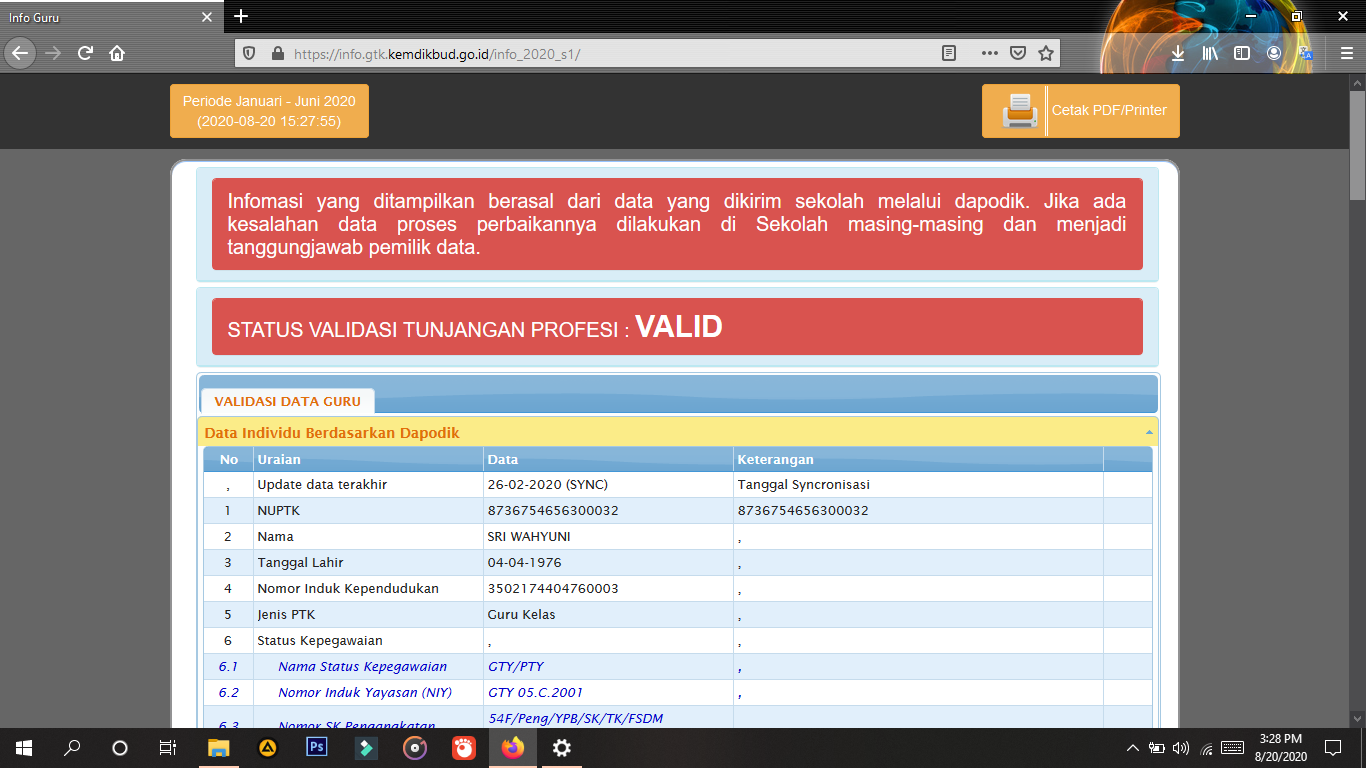 Info Guru
https://info.gtk.kemdikbud.go.id/info_2020_s1/
Periode Januari - Juni 2020
(2020-08-20 15:27:55)
Cetak PDF/Printer
Infomasi yang ditampilkan berasal dari data yang dikirim sekolah melalui dapodik. Jika ada
kesalahan data proses perbaikannya dilakukan di Sekolah masing-masing dan menjadi
tanggungjawab pemilik data.
STATUS VALIDASI TUNJANGAN PROFESI : VALID
VALIDASI DATA GURU
Data Individu Berdasarkan Dapodik
No Uraian Data Keterangan
, Update data terakhir 26-02-2020 (SYNC) Tanggal Syncronisasi
1 NUPTK 8736754656300032 8736754656300032
2 Nama SRI WAHYUNI ,
3 Tanggal Lahir 04-04-1976 ,
4 Nomor Induk Kependudukan 3502174404760003 ,
5 Jenis PTK Guru Kelas ,
6 Status Kepegawaian , ,
6.1 Nama Status Kepegawaian GTY/PTY ,
6.2 Nomor Induk Yayasan (NIY) GTY 05.C.2001 ,
54F/Peng/YPB/SK/TK/FSDM
6.3 Nomor SK Pengangkatan
Ps
3:28 PM
8/20/2020